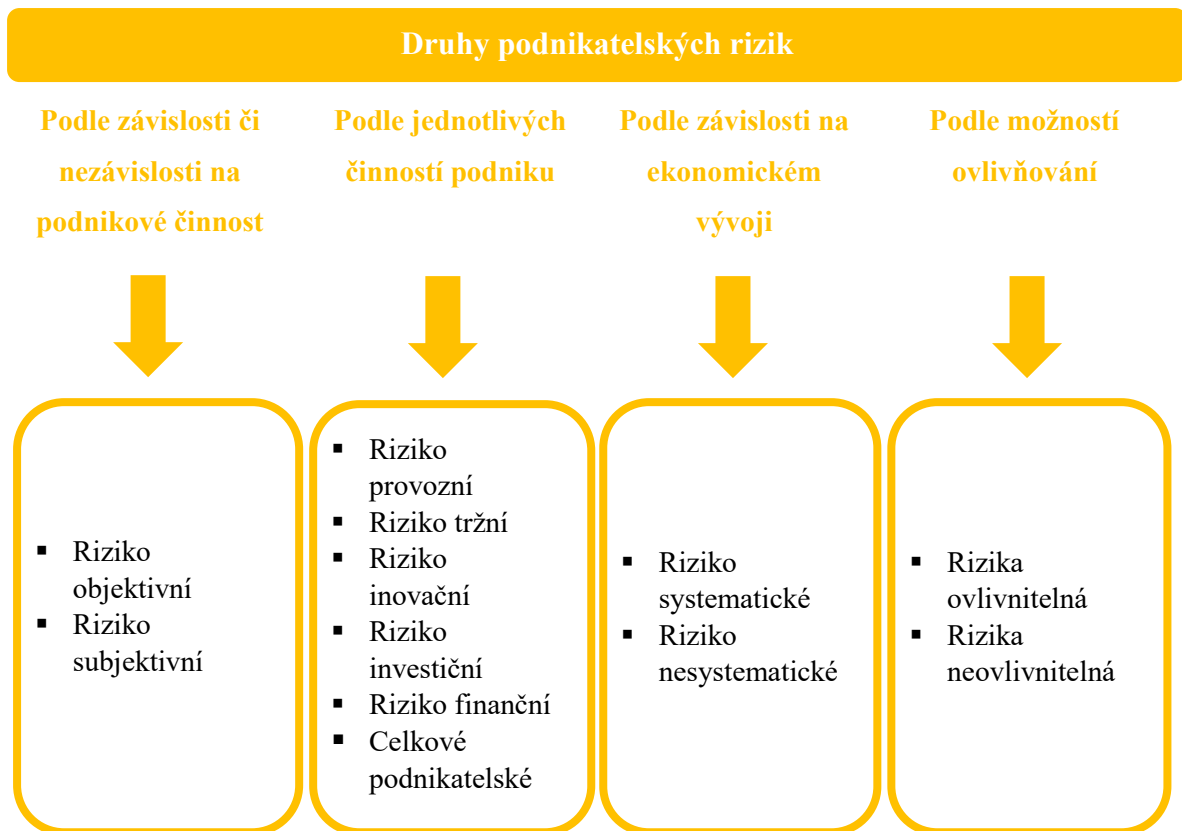 Druhy podnikatelských rizik
Podle závislosti či
nezávislosti na
podnikové činnost
Podle jednotlivých
činností podniku
Podle závislosti na
ekonomickém
vývoji
Podle možností
ovlivňování
▪ Riziko
objektivní
▪ Riziko
subjektivní
▪ Riziko
provozní
▪ Riziko tržní
▪ Riziko
inovační
▪ Riziko
investiční
▪ Riziko finanční
▪ Celkové
podnikatelské
▪ Riziko
systematické
▪ Riziko
nesystematické
▪ Rizika
ovlivnitelná
▪ Rizika
neovlivnitelná